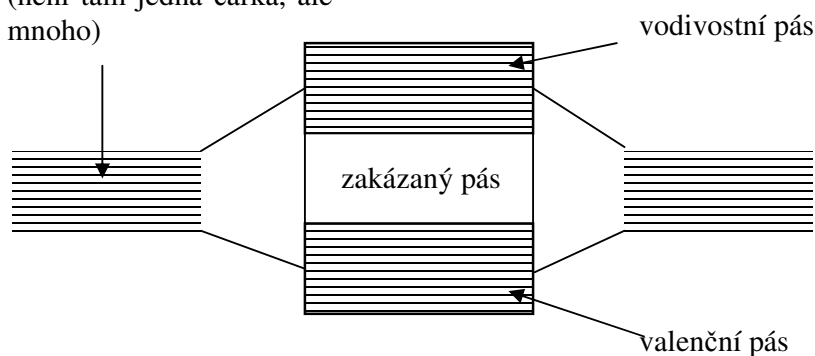 (není tam jedna čárka, ale
mnoho)
vodivostní pás
zakázaný pás
valenční pás